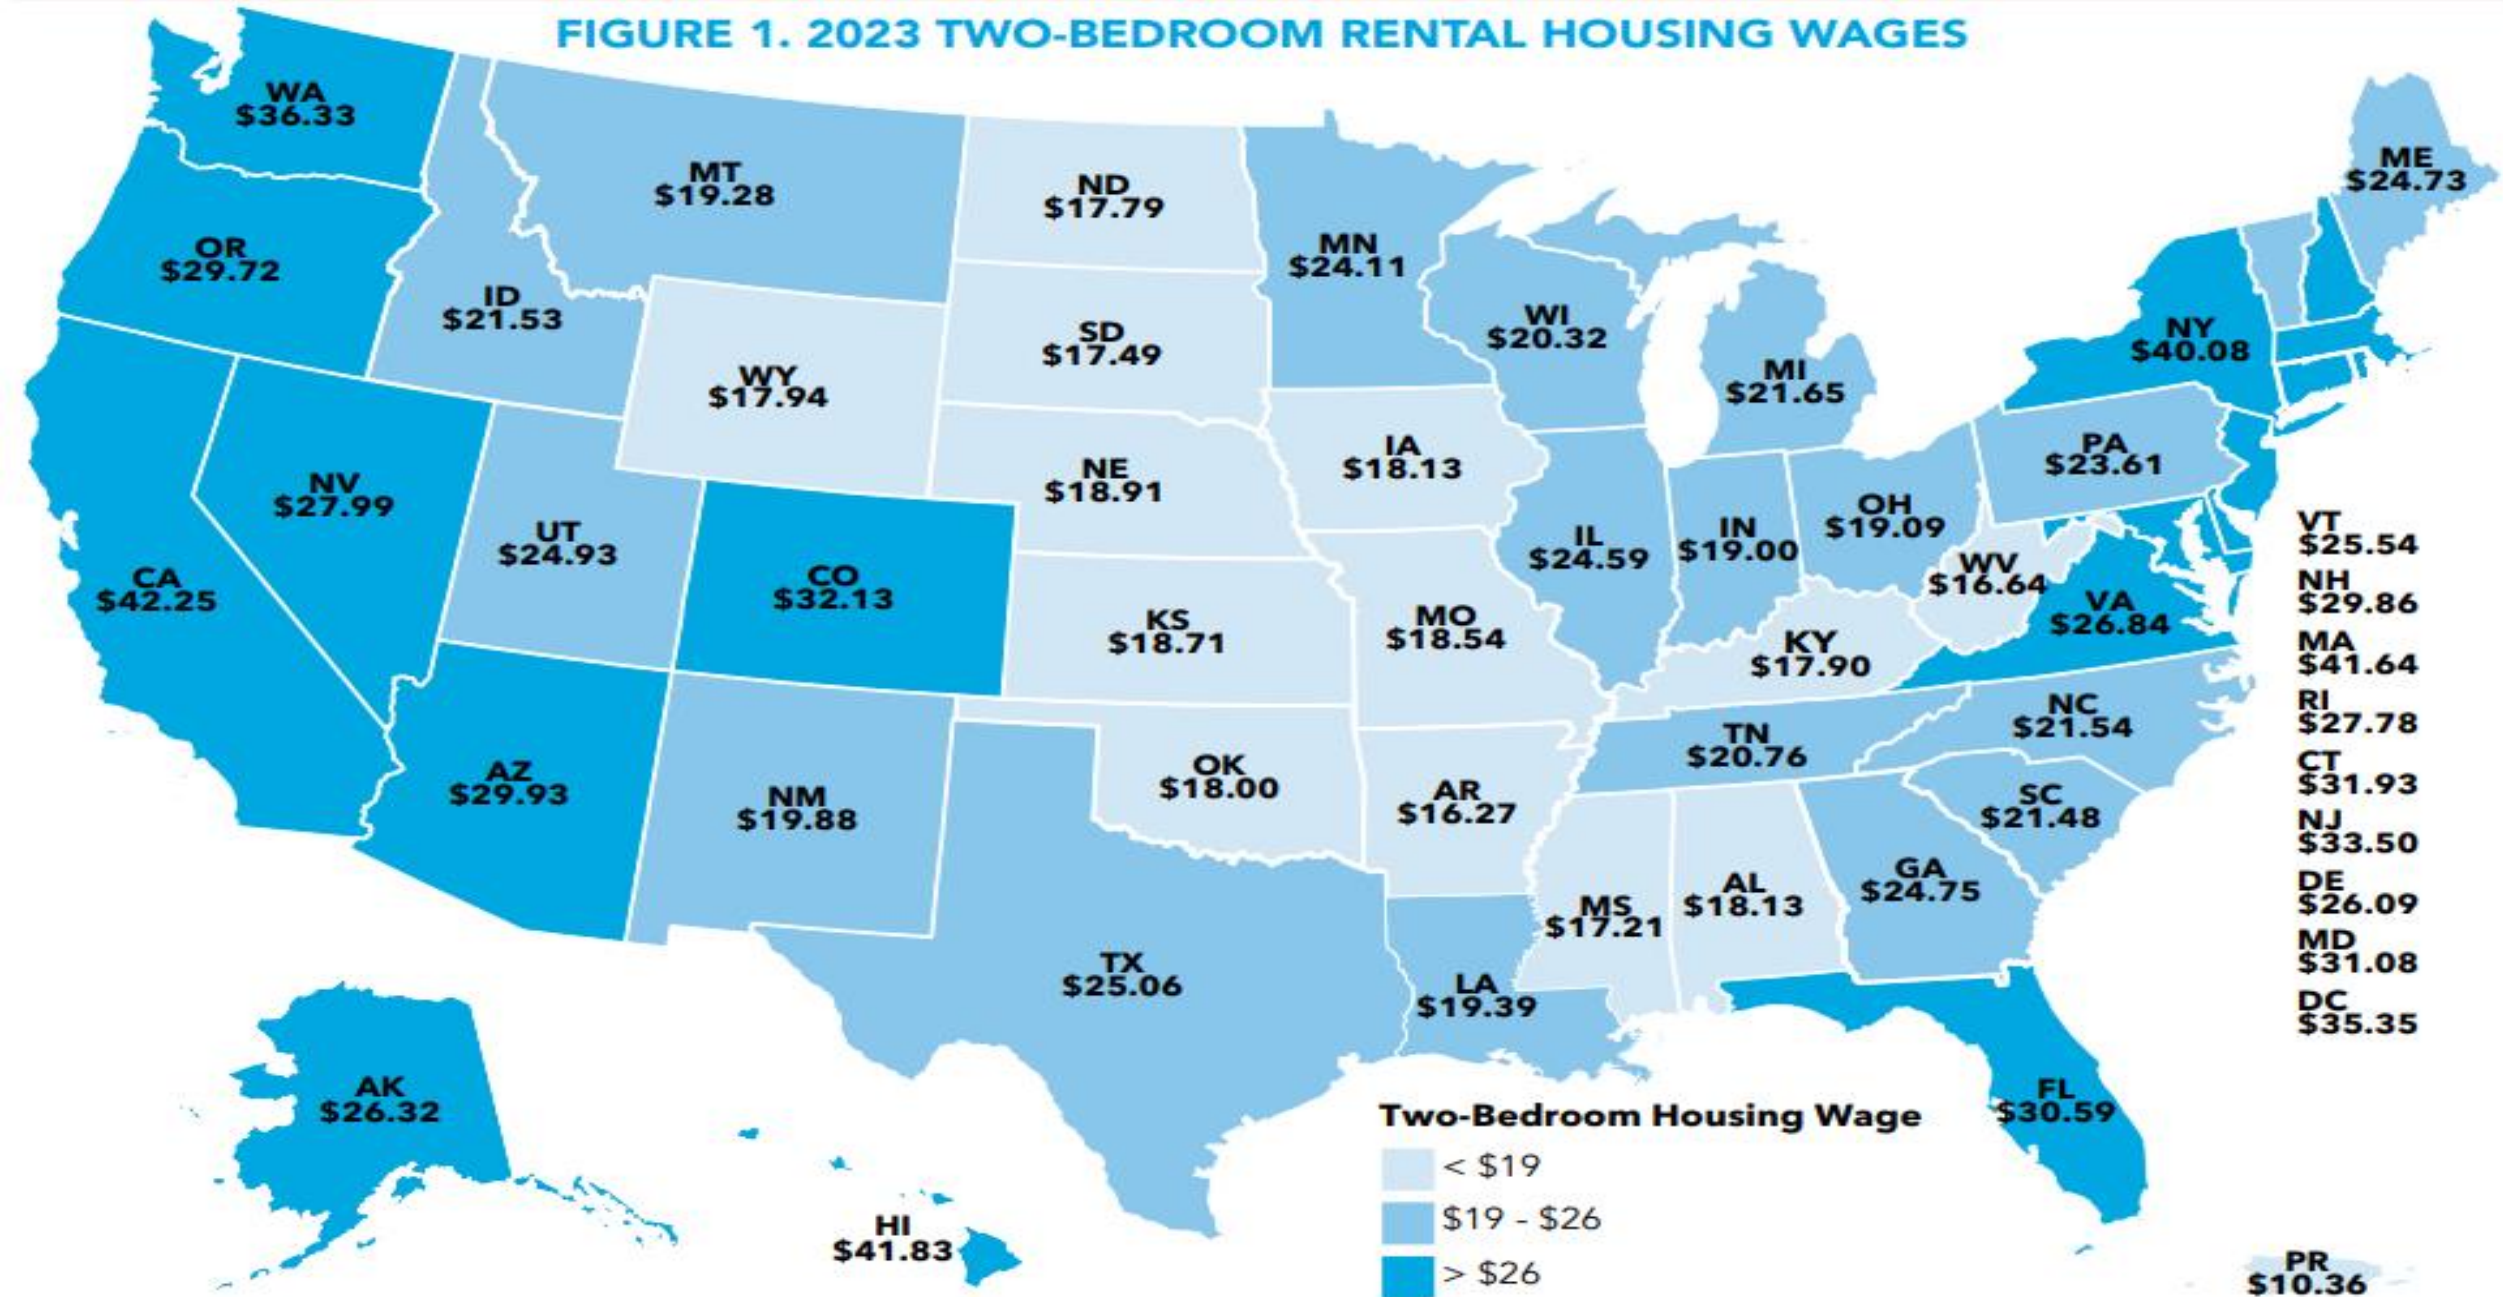 FIGURE 1. 2023 TWO-BEDROOM RENTAL HOUSING WAGES
WA
$36.33
MT
$19.28
ND
$17.79
ME
$24.73
OR
$29.72
ID
$21.53
MN
$24.11
WI
$20.32
SD
$17.49
NY
$40.08
WY
$17.94
MI
$21.65
NV
$27.99
NE
$18.91
IA
$18.13
PA
$23.61
UT
$24.93
CA
$42.25
CO
$32.13
IL
$24.59
IN
$19.00
OH
$19.09
WV
$16.64
VA
$26.84
KS
$18.71
MO
$18.54
KY
$17.90
NC
$21.54
TN
$20.76
AZ
$29.93
NM
$19.88
OK
$18.00
AR
$16.27
SC
$21.48
MS
$17.21
AL
$18.13
GA
$24.75
TX
$25.06
LA
$19.39
AK
$26.32
HI
$41.83
FL
$30.59
PR
$10.36
VT
$25.54
NH
$29.86
MA
$41.64
RI
$27.78
CT
$31.93
NJ
$33.50
DE
$26.09
MD
$31.08
DC
$35.35
Two-Bedroom Housing Wage
< $19
$19 - $26
> $26